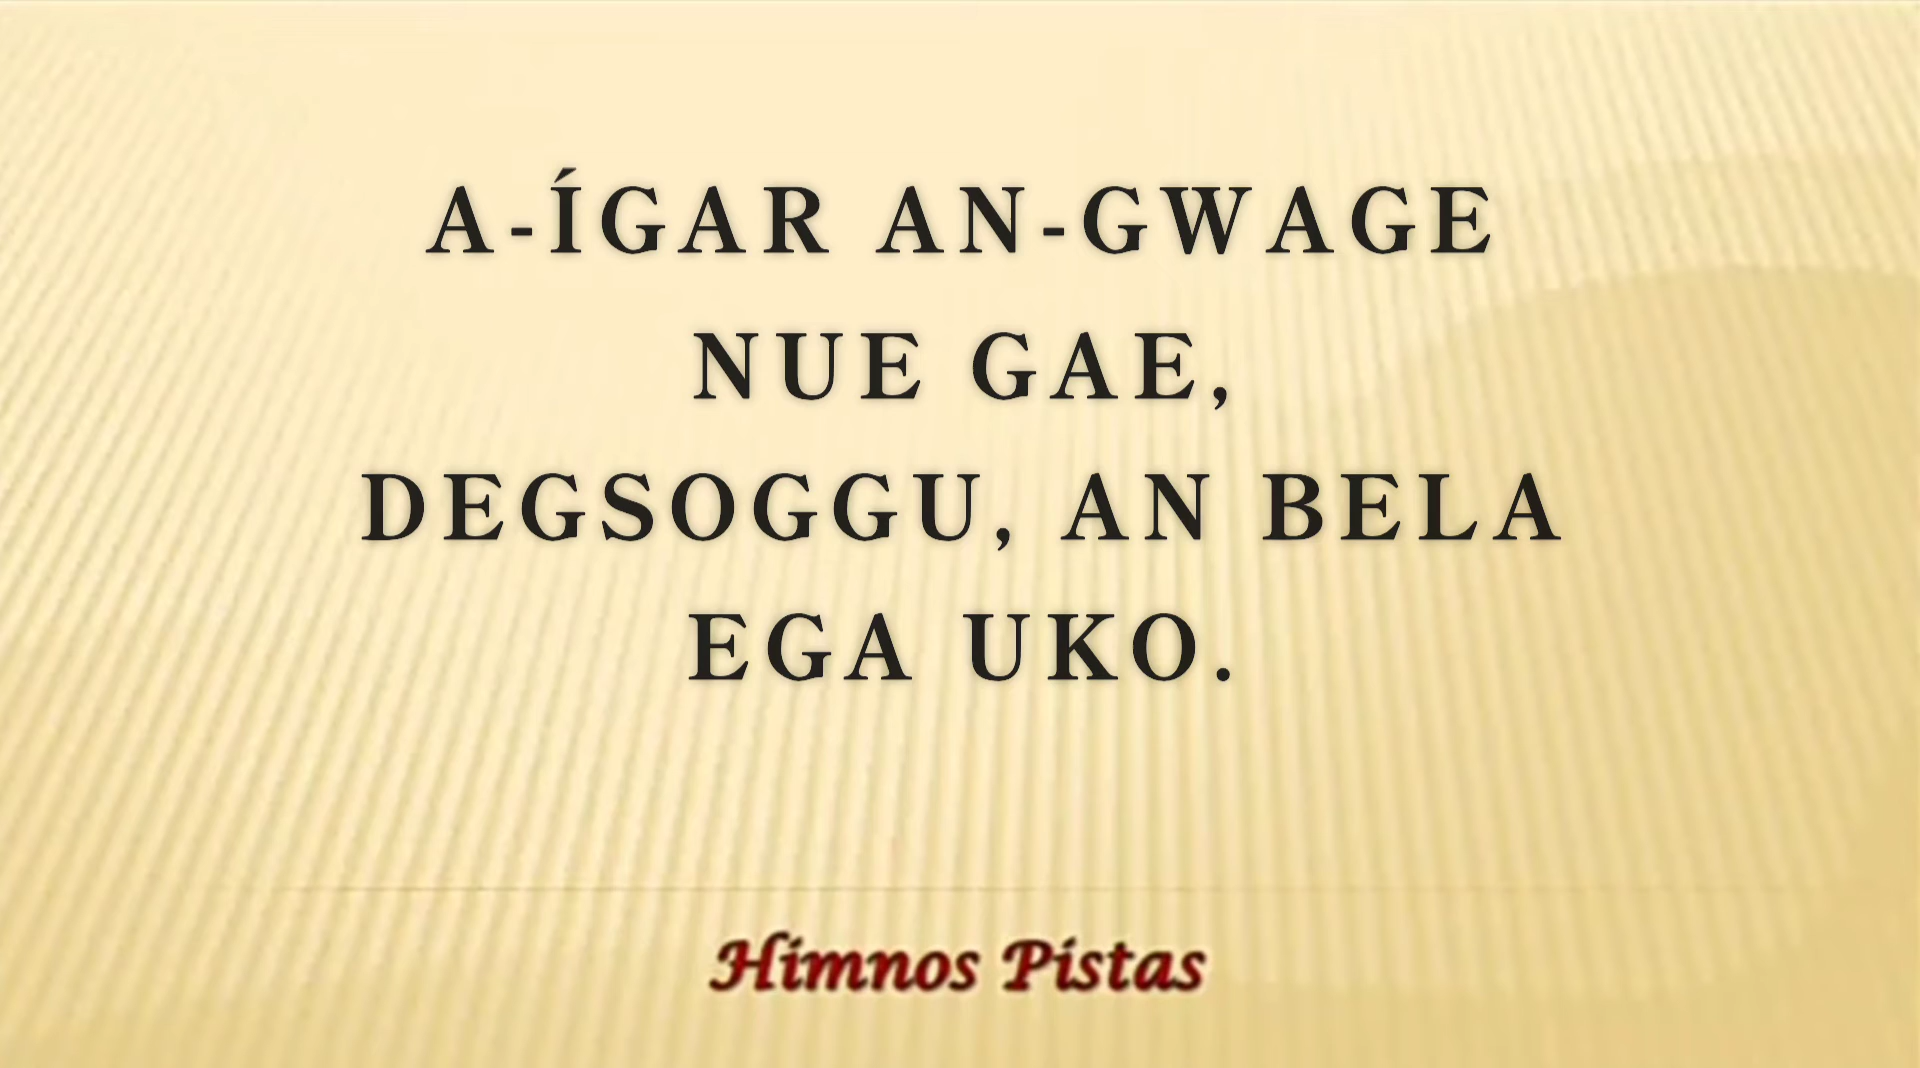 A-ÍGAR AN-GWAGE
NUE GAE,
DEGSOGGU, AN BELA
EGA UKO.
Himnos Pistas